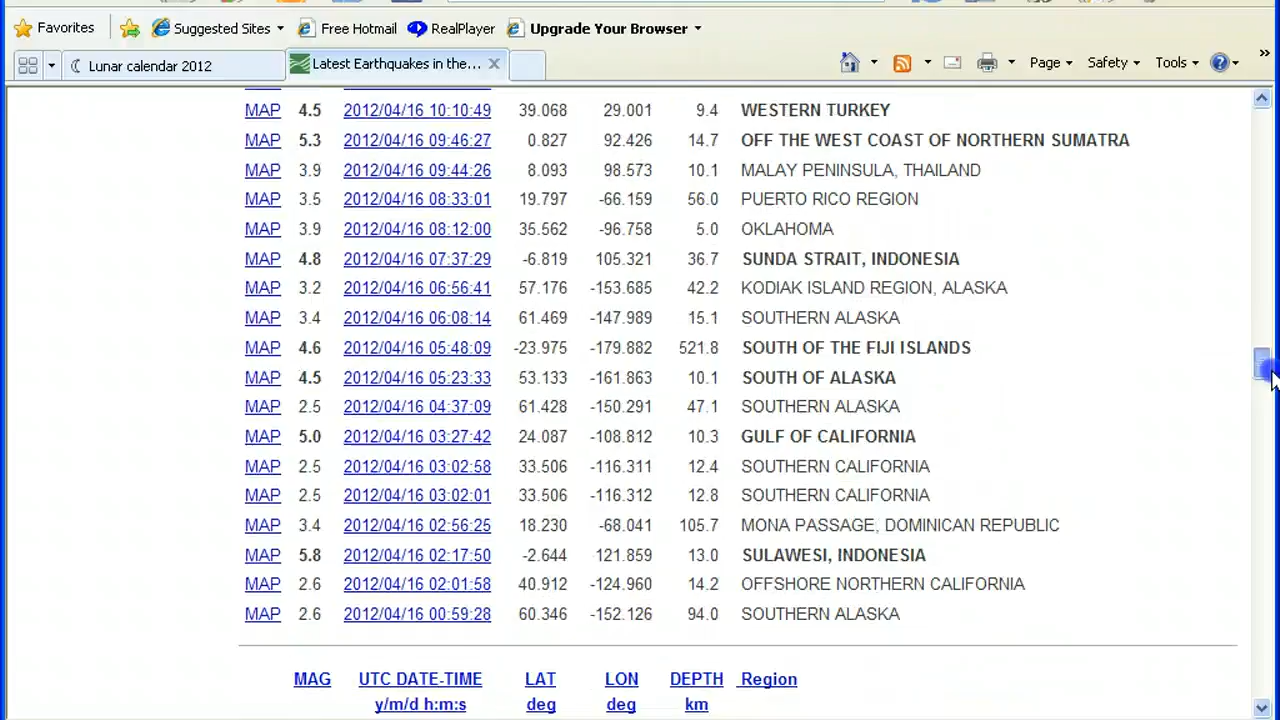 Favorites Suggested Sites Free Hotmail RealPlayer Upgrade Your Browser
Lunar calendar 2012 Latest Earthquakes in the... Page Safety Tools »
MAP 4.5 2012/04/16 10:10:49 39.068 29.001 9.4 WESTERN TURKEY
MAP 5.3 2012/04/16 09:46:27 0.827 92.426 14.7 OFF THE WEST COAST OF NORTHERN SUMATRA
MAP 3.9 2012/04/16 09:44:26 8.093 98.573 10.1 MALAY PENINSULA, THAILAND
MAP 3.5 2012/04/16 08:33:01 19.797 -66.159 56.0 PUERTO RICO REGION
MAP 3.9 2012/04/16 08:12:00 35.562 -96.758 5.0 OKLAHOMA
MAP 4.8 2012/04/16 07:37:29 -6.819 105.321 36.7 SUNDA STRAIT, INDONESIA
MAP 3.2 2012/04/16 06:56:41 57.176 -153.685 42.2 KODIAK ISLAND REGION, ALASKA
MAP 3.4 2012/04/16 06:08:14 61.469 -147.989 15.1 SOUTHERN ALASKA
MAP 4.6 2012/04/16 05:48:09 -23.975 -179.882 521.8 SOUTH OF THE FIJI ISLANDS
MAP 4.5 2012/04/16 05:23:33 53.133 -161.863 10.1 SOUTH OF ALASKA
MAP 2.5 2012/04/16 04:37:09 61.428 -150.291 47.1 SOUTHERN ALASKA
MAP 5.0 2012/04/16 03:27:42 24.087 -108.812 10.3 GULF OF CALIFORNIA
MAP 2.5 2012/04/16 03:02:58 33.506 -116.311 12.4 SOUTHERN CALIFORNIA
MAP 2.5 2012/04/16 03:02:01 33.506 -116.312 12.8 SOUTHERN CALIFORNIA
MAP 3.4 2012/04/16 02:56:25 18.230 -68.041 105.7 MONA PASSAGE, DOMINICAN REPUBLIC
MAP 5.8 2012/04/16 02:17:50 -2.644 121.859 13.0 SULAWESI, INDONESIA
MAP 2.6 2012/04/16 02:01:58 40.912 -124.960 14.2 OFFSHORE NORTHERN CALIFORNIA
MAP 2.6 2012/04/16 00:59:28 60.346 -152.126 94.0 SOUTHERN ALASKA
MAG UTC DATE-TIME LAT LON DEPTH Region
y/m/d h:m:s deg deg km